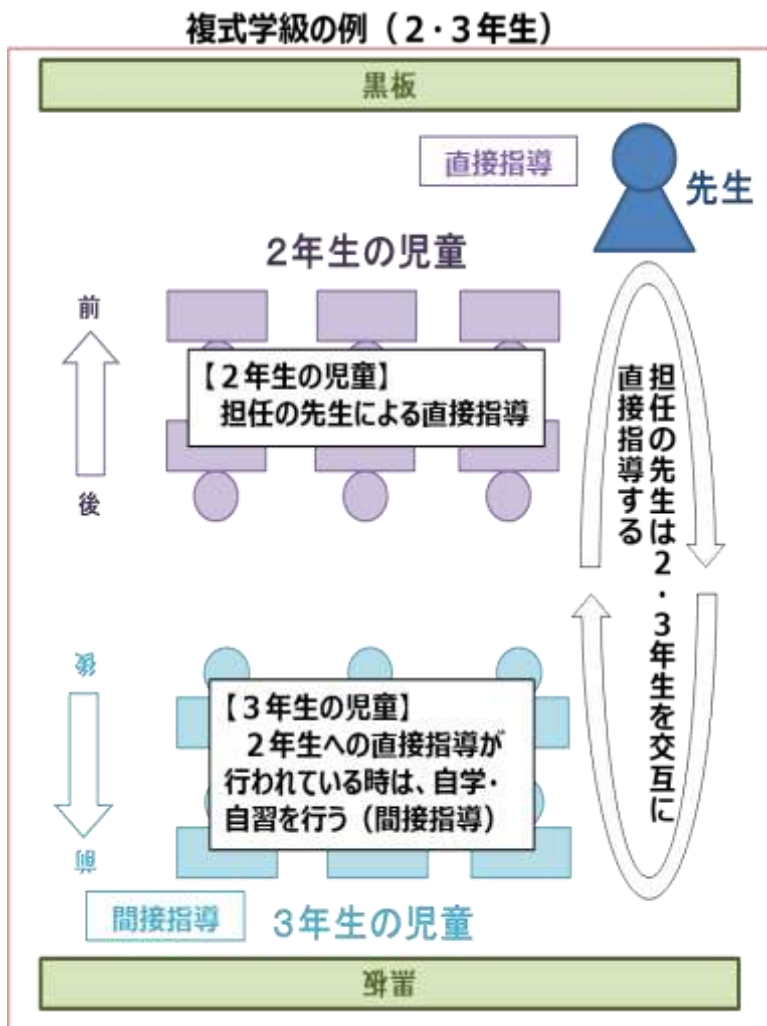 複式学級の例（２・３年生）
黒板
直接指導
先生
２年生の児童
前
後
【２年生の児童】
担任の先生による直接指導
担任の先生は２・３年生を交互に
直接指導する
後
前
【３年生の児童】
２年生への直接指導が
行われている時は、自学・
自習を行う（間接指導）
間接指導
３年生の児童
黒板